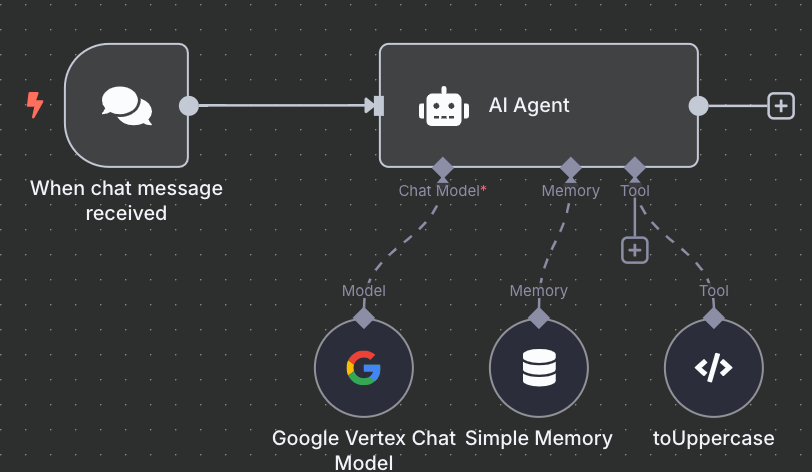 AI Agent
When chat message
received
Chat Model*
Memory
Tool
Model
Memory
Tool
Google Vertex Chat
Model
Simple Memory
toUppercase